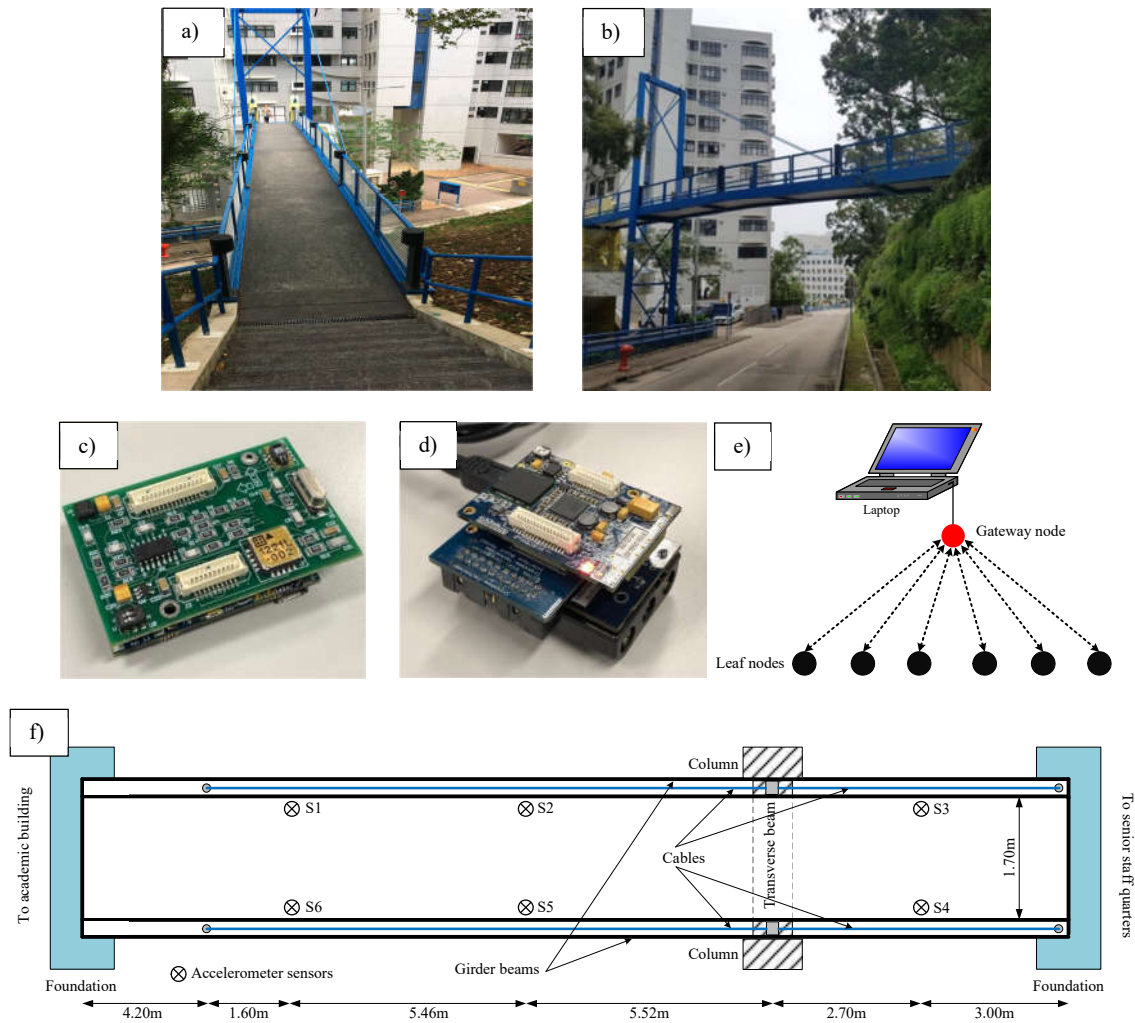 a)
b)
c)
d)
e)
Laptop
Gateway node
Leaf nodes
f)
To academic building
Column
S1
S2
S3
Cables
Transverse beam
1.70m
To senior staff quarters
S6
S5
S4
Girder beams
Column
Accelerometer sensors
Foundation
Foundation
4.20m
1.60m
5.46m
5.52m
2.70m
3.00m